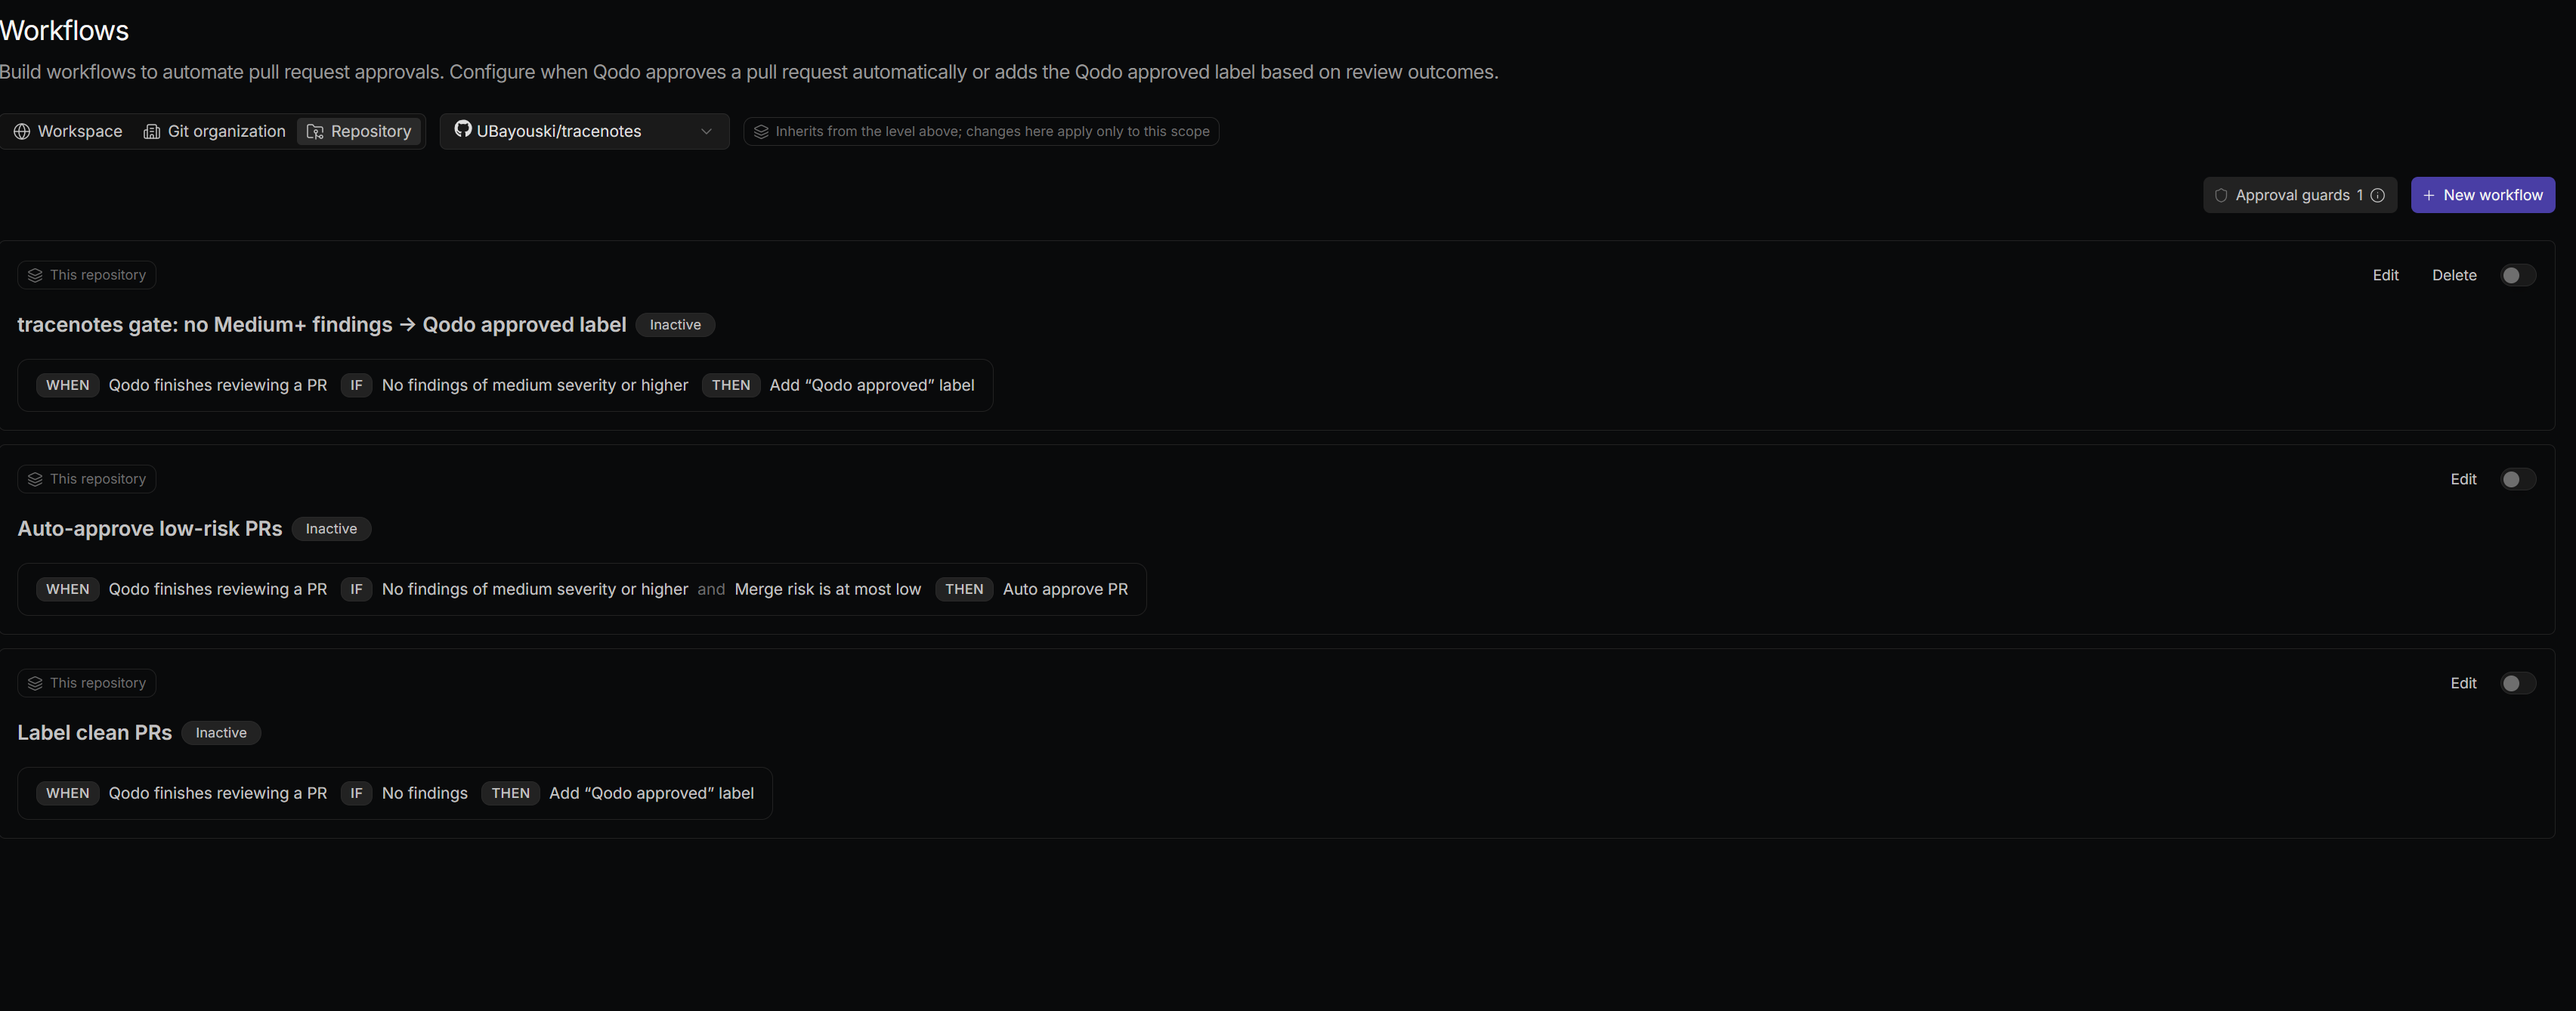 Workflows
Build workflows to automate pull request approvals. Configure when Qodo approves a pull request automatically or adds the Qodo approved label based on review outcomes.
Workspace Git organization Repository UBayouski/tracenotes Inherits from the level above; changes here apply only to this scope
Approval guards 1 + New workflow
This repository Edit Delete
tracenotes gate: no Medium+ findings → Qodo approved label Inactive
WHEN Qodo finishes reviewing a PR IF No findings of medium severity or higher THEN Add “Qodo approved” label
This repository Edit
Auto-approve low-risk PRs Inactive
WHEN Qodo finishes reviewing a PR IF No findings of medium severity or higher and Merge risk is at most low THEN Auto approve PR
This repository Edit
Label clean PRs Inactive
WHEN Qodo finishes reviewing a PR IF No findings THEN Add “Qodo approved” label